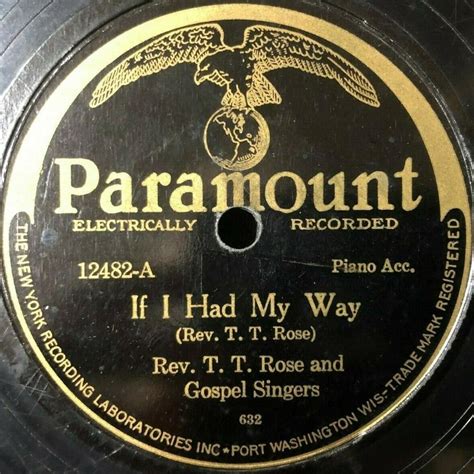 Paramount
ELECTRICALLY RECORDED
12482-A Piano Acc.
If I Had My Way
(Rev. T. T. Rose)
Rev. T. T. Rose and
Gospel Singers
632
THE NEW YORK RECORDING LABORATORIES INC★PORT WASHINGTON WIS-TRADE MARK REGISTERED